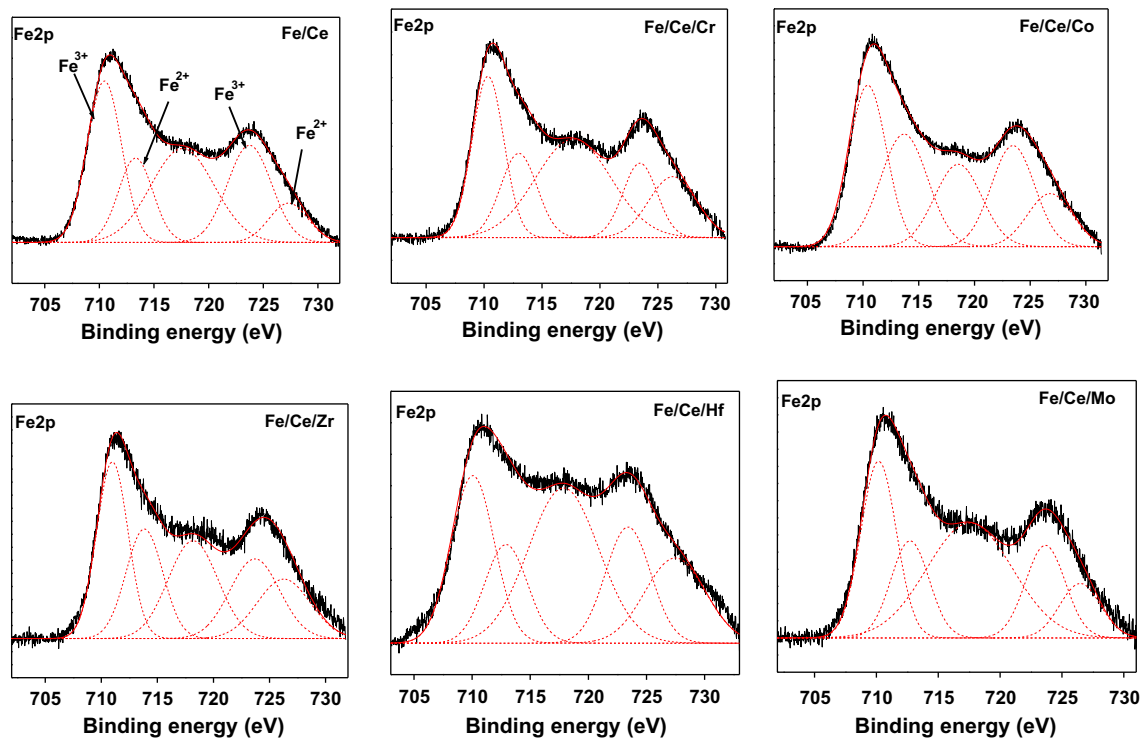 Fe2p Fe/Ce
Fe³⁺ Fe²⁺ Fe³⁺ Fe²⁺
705 710 715 720 725 730
Binding energy (eV)
Fe2p Fe/Ce/Cr
705 710 715 720 725 730
Binding energy (eV)
Fe2p Fe/Ce/Co
705 710 715 720 725 730
Binding energy (eV)
Fe2p Fe/Ce/Zr
705 710 715 720 725 730
Binding energy (eV)
Fe2p Fe/Ce/Hf
705 710 715 720 725 730
Binding energy (eV)
Fe2p Fe/Ce/Mo
705 710 715 720 725 730
Binding energy (eV)